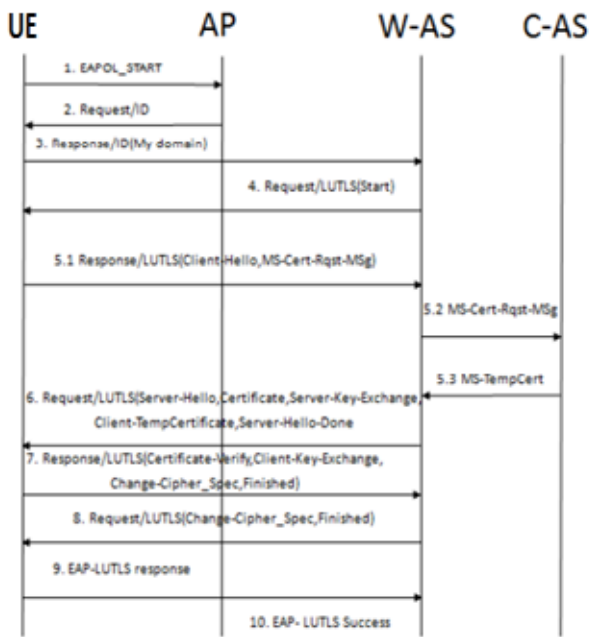 UE AP W-AS C-AS
1. EAPOL_START
2. Request/ID
3. Response/ID(My domain)
4. Request/LUTLS(Start)
5.1 Response/LUTLS(Client-Hello,MS-Cert-Rqst-MSg)
5.2 MS-Cert-Rqst-MSg
5.3 MS-TempCert
6. Request/LUTLS(Server-Hello,Certificate,Server-Key-Exchange,
Client-TempCertificate,Server-Hello-Done
7. Response/LUTLS(Certificate-Verify,Client-Key-Exchange,
Change-Cipher_Spec,Finished)
8. Request/LUTLS(Change-Cipher_Spec,Finished)
9. EAP-LUTLS response
10. EAP- LUTLS Success